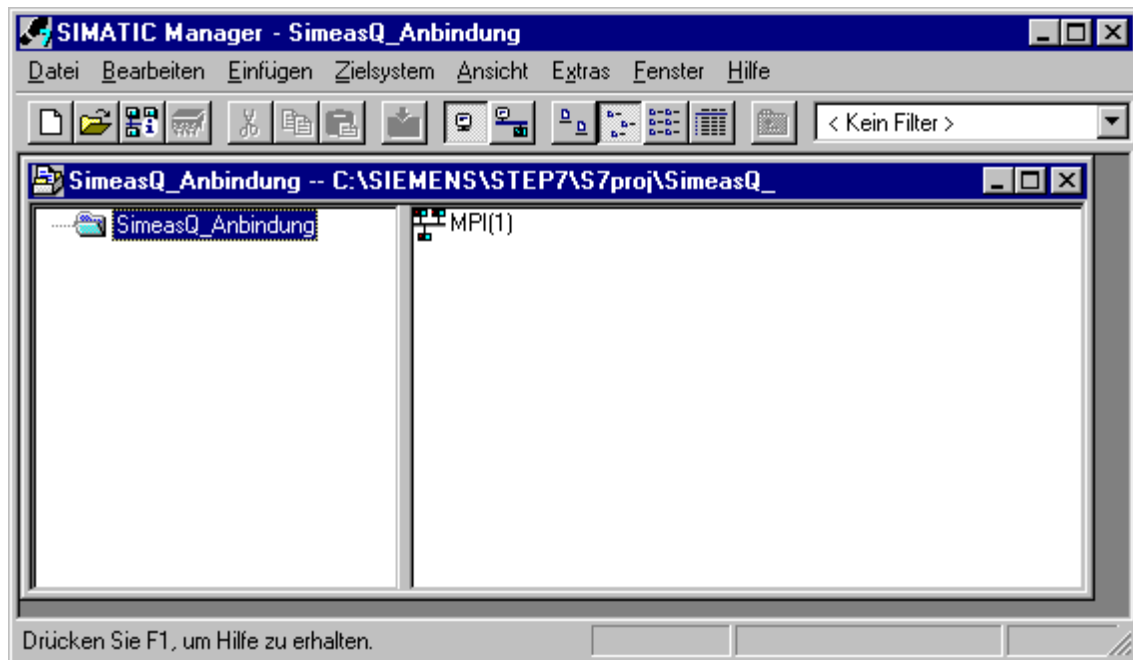 SIMATIC Manager - SimeasQ_Anbindung
Datei Bearbeiten Einfügen Zielsystem Ansicht Extras Fenster Hilfe
< Kein Filter >
SimeasQ_Anbindung -- C:\SIEMENS\STEP7\S7proj\SimeasQ_
SimeasQ_Anbindung
MPI(1)
Drücken Sie F1, um Hilfe zu erhalten.